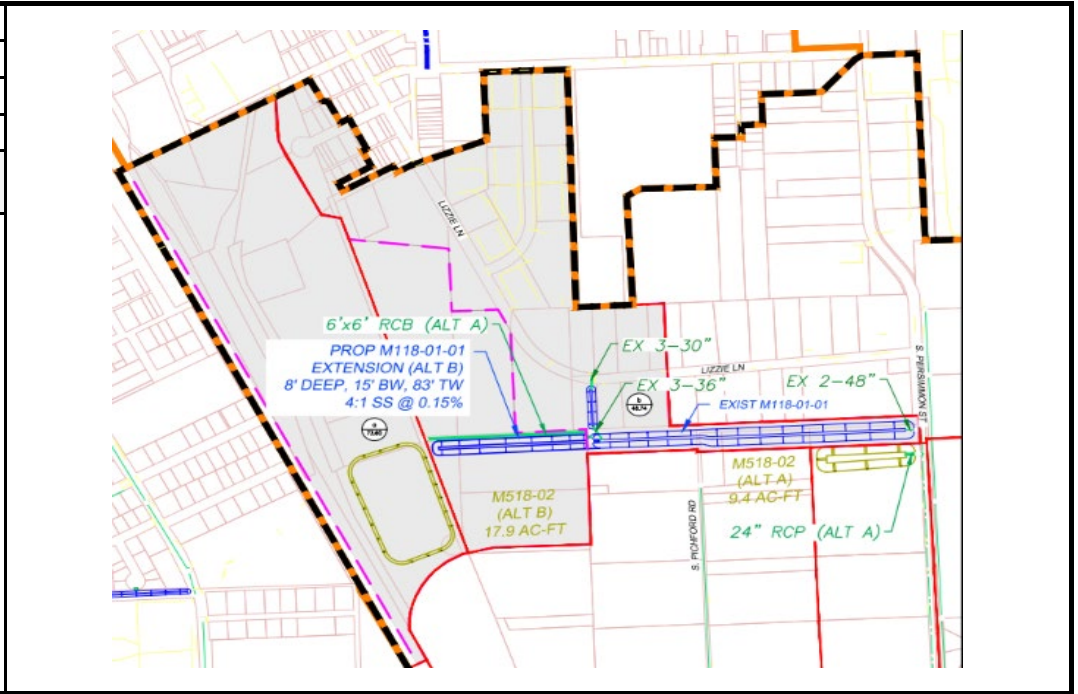 LIZZIE LN
6'x6' RCB (ALT A)
PROP M118-01-01
EXTENSION (ALT B)
8' DEEP, 15' BW, 83' TW
4:1 SS @ 0.15%
EX 3-30"
LIZZIE LN
EX 3-36"
EX 2-48"
S. PERSIMMON ST
b
EXIST M118-01-01
a
M518-02
(ALT B)
17.9 AC-FT
M518-02
(ALT A)
9.4 AC-FT
S. PICHFORD RD
24" RCP (ALT A)